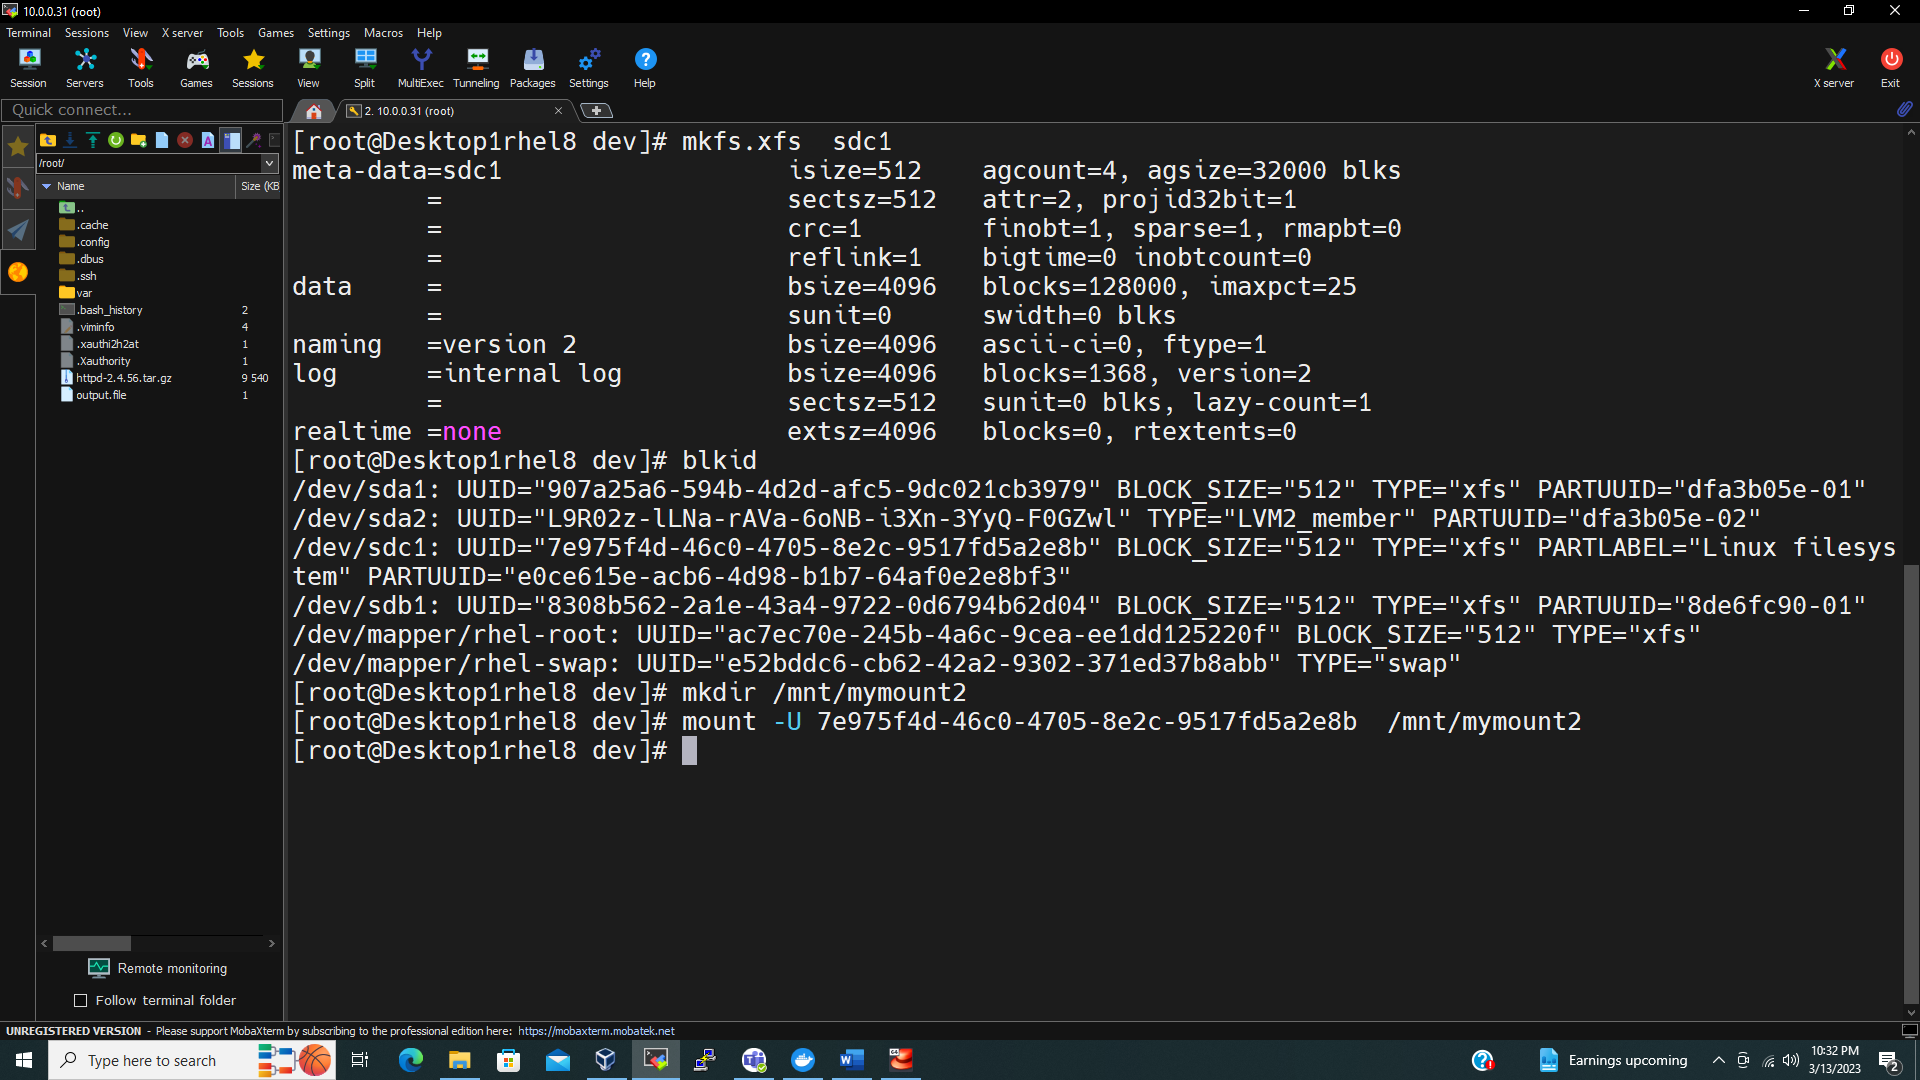 10.0.0.31 (root)
Terminal Sessions View X server Tools Games Settings Macros Help
Session Servers Tools Games Sessions View Split MultiExec Tunneling Packages Settings Help X server Exit
Quick connect...
2. 10.0.0.31 (root)
/root/
Name Size (KB
..
.cache
.config
.dbus
.ssh
var
.bash_history 2
.viminfo 4
.xauthi2h2at 1
.Xauthority 1
httpd-2.4.56.tar.gz 9 540
output.file 1
Remote monitoring
Follow terminal folder
[root@Desktop1rhel8 dev]# mkfs.xfs  sdc1
meta-data=sdc1                   isize=512    agcount=4, agsize=32000 blks
         =                       sectsz=512   attr=2, projid32bit=1
         =                       crc=1        finobt=1, sparse=1, rmapbt=0
         =                       reflink=1    bigtime=0 inobtcount=0
data     =                       bsize=4096   blocks=128000, imaxpct=25
         =                       sunit=0      swidth=0 blks
naming   =version 2              bsize=4096   ascii-ci=0, ftype=1
log      =internal log           bsize=4096   blocks=1368, version=2
         =                       sectsz=512   sunit=0 blks, lazy-count=1
realtime =none                   extsz=4096   blocks=0, rtextents=0
[root@Desktop1rhel8 dev]# blkid
/dev/sda1: UUID="907a25a6-594b-4d2d-afc5-9dc021cb3979" BLOCK_SIZE="512" TYPE="xfs" PARTUUID="dfa3b05e-01"
/dev/sda2: UUID="L9R02z-lLNa-rAVa-6oNB-i3Xn-3YyQ-F0GZwl" TYPE="LVM2_member" PARTUUID="dfa3b05e-02"
/dev/sdc1: UUID="7e975f4d-46c0-4705-8e2c-9517fd5a2e8b" BLOCK_SIZE="512" TYPE="xfs" PARTLABEL="Linux filesys
tem" PARTUUID="e0ce615e-acb6-4d98-b1b7-64af0e2e8bf3"
/dev/sdb1: UUID="8308b562-2a1e-43a4-9722-0d6794b62d04" BLOCK_SIZE="512" TYPE="xfs" PARTUUID="8de6fc90-01"
/dev/mapper/rhel-root: UUID="ac7ec70e-245b-4a6c-9cea-ee1dd125220f" BLOCK_SIZE="512" TYPE="xfs"
/dev/mapper/rhel-swap: UUID="e52bddc6-cb62-42a2-9302-371ed37b8abb" TYPE="swap"
[root@Desktop1rhel8 dev]# mkdir /mnt/mymount2
[root@Desktop1rhel8 dev]# mount -U 7e975f4d-46c0-4705-8e2c-9517fd5a2e8b  /mnt/mymount2
[root@Desktop1rhel8 dev]#
UNREGISTERED VERSION - Please support MobaXterm by subscribing to the professional edition here: https://mobaxterm.mobatek.net
Type here to search
Earnings upcoming
10:32 PM
3/13/2023
2